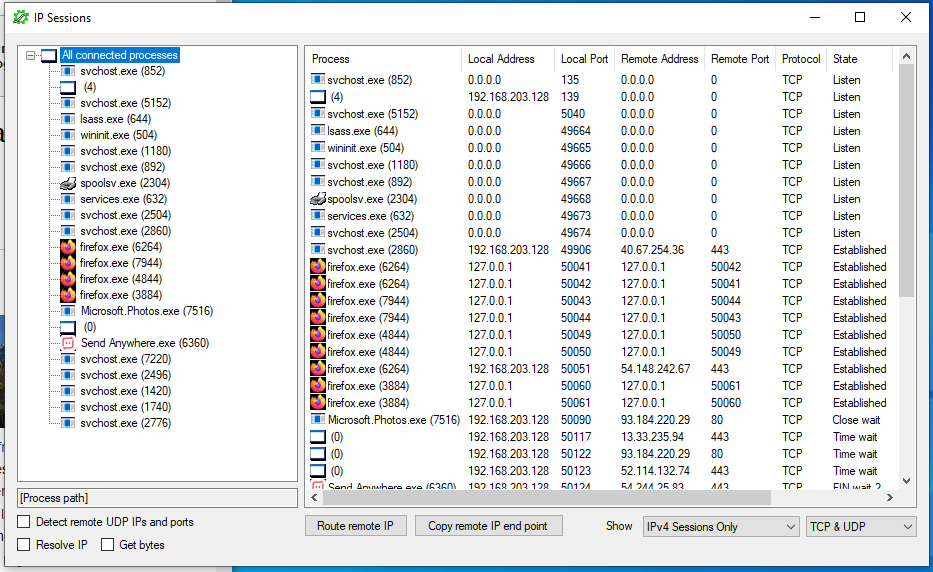 IP Sessions
All connected processes
svchost.exe (852)
(4)
svchost.exe (5152)
lsass.exe (644)
wininit.exe (504)
svchost.exe (1180)
svchost.exe (892)
spoolsv.exe (2304)
services.exe (632)
svchost.exe (2504)
svchost.exe (2860)
firefox.exe (6264)
firefox.exe (7944)
firefox.exe (4844)
firefox.exe (3884)
Microsoft.Photos.exe (7516)
(0)
Send Anywhere.exe (6360)
svchost.exe (7220)
svchost.exe (2496)
svchost.exe (1420)
svchost.exe (1740)
svchost.exe (2776)
Process Local Address Local Port Remote Address Remote Port Protocol State
svchost.exe (852) 0.0.0.0 135 0.0.0.0 0 TCP Listen
(4) 192.168.203.128 139 0.0.0.0 0 TCP Listen
svchost.exe (5152) 0.0.0.0 5040 0.0.0.0 0 TCP Listen
lsass.exe (644) 0.0.0.0 49664 0.0.0.0 0 TCP Listen
wininit.exe (504) 0.0.0.0 49665 0.0.0.0 0 TCP Listen
svchost.exe (1180) 0.0.0.0 49666 0.0.0.0 0 TCP Listen
svchost.exe (892) 0.0.0.0 49667 0.0.0.0 0 TCP Listen
spoolsv.exe (2304) 0.0.0.0 49668 0.0.0.0 0 TCP Listen
services.exe (632) 0.0.0.0 49673 0.0.0.0 0 TCP Listen
svchost.exe (2504) 0.0.0.0 49674 0.0.0.0 0 TCP Listen
svchost.exe (2860) 192.168.203.128 49906 40.67.254.36 443 TCP Established
firefox.exe (6264) 127.0.0.1 50041 127.0.0.1 50042 TCP Established
firefox.exe (6264) 127.0.0.1 50042 127.0.0.1 50041 TCP Established
firefox.exe (7944) 127.0.0.1 50043 127.0.0.1 50044 TCP Established
firefox.exe (7944) 127.0.0.1 50044 127.0.0.1 50043 TCP Established
firefox.exe (4844) 127.0.0.1 50049 127.0.0.1 50050 TCP Established
firefox.exe (4844) 127.0.0.1 50050 127.0.0.1 50049 TCP Established
firefox.exe (6264) 192.168.203.128 50051 54.148.242.67 443 TCP Established
firefox.exe (3884) 127.0.0.1 50060 127.0.0.1 50061 TCP Established
firefox.exe (3884) 127.0.0.1 50061 127.0.0.1 50060 TCP Established
Microsoft.Photos.exe (7516) 192.168.203.128 50090 93.184.220.29 80 TCP Close wait
(0) 192.168.203.128 50117 13.33.235.94 443 TCP Time wait
(0) 192.168.203.128 50122 93.184.220.29 80 TCP Time wait
(0) 192.168.203.128 50123 52.114.132.74 443 TCP Time wait
Send Anywhere.exe (6360) 192.168.203.128 50124 54.244.25.83 443 TCP FIN wait 2
[Process path]
Detect remote UDP IPs and ports
Resolve IP Get bytes
Route remote IP Copy remote IP end point Show IPv4 Sessions Only TCP & UDP